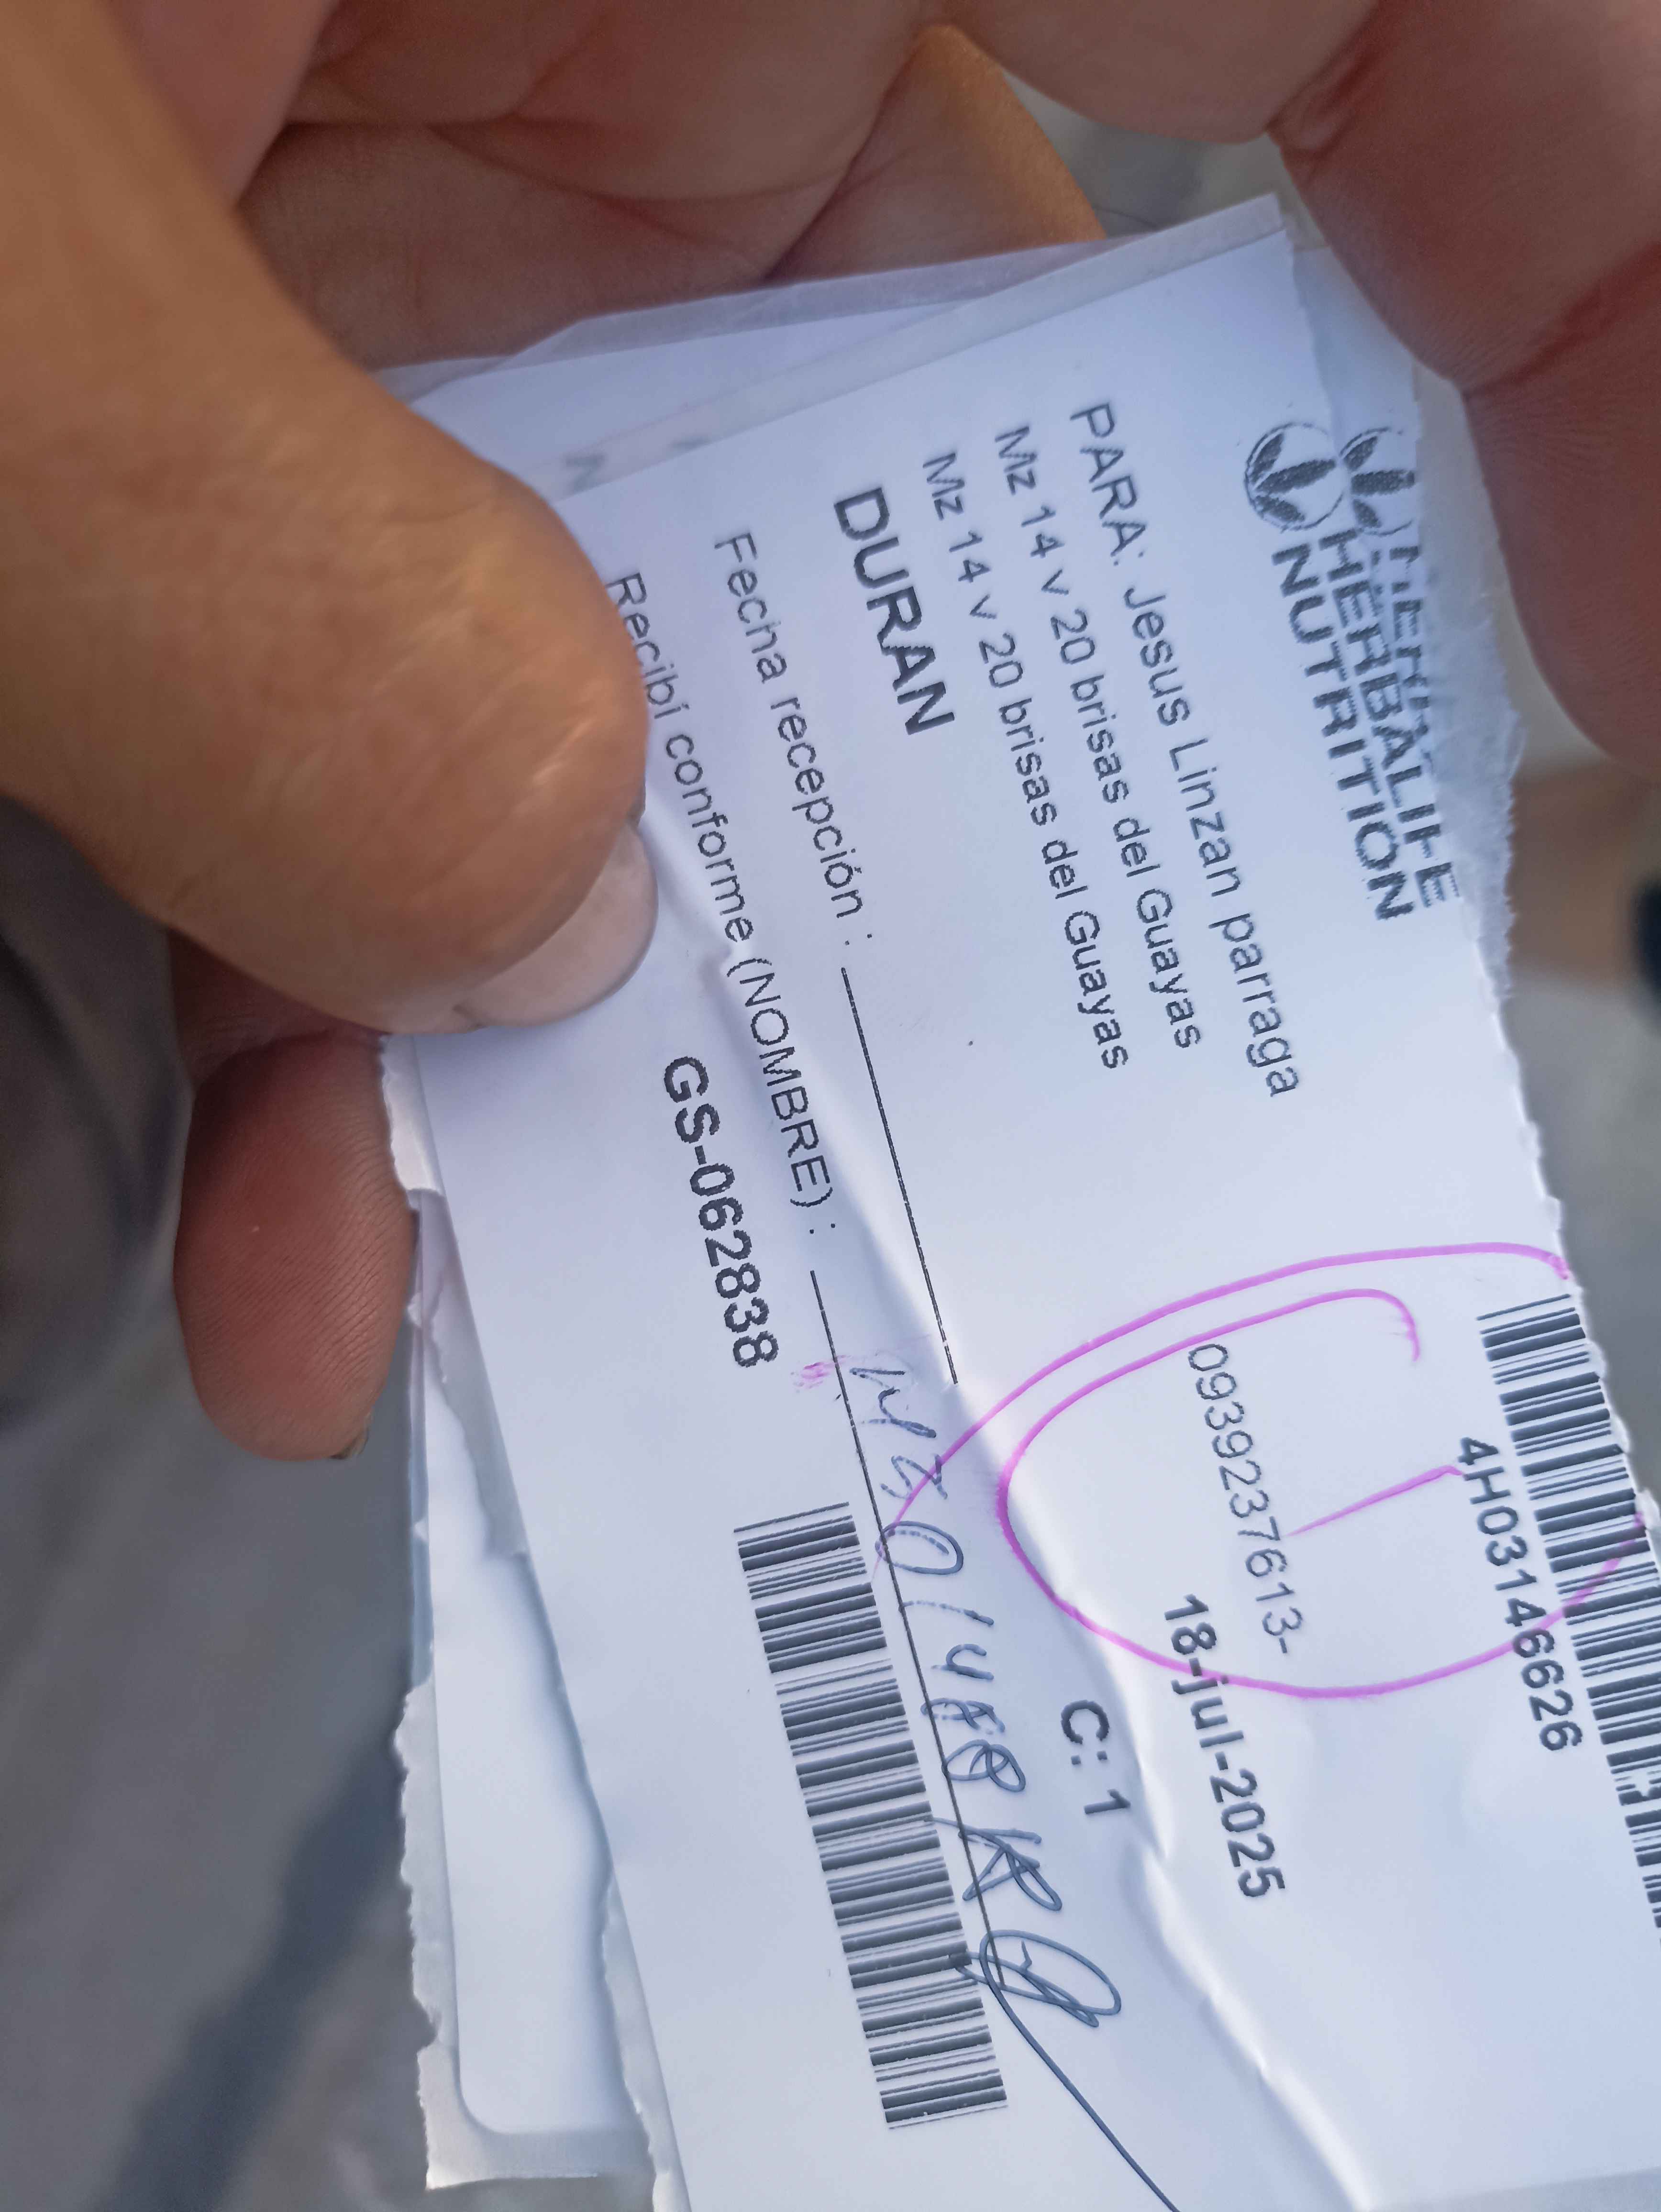 HERBALIFE
NUTRITION
4H03146626
PARA: Jesus Linzan parraga
0939237613-
Mz 14 v 20 brisas del Guayas
18-jul-2025
Mz 14 v 20 brisas del Guayas
DURAN
C: 1
Fecha recepción :
Recibí conforme (NOMBRE) :
GS-062838